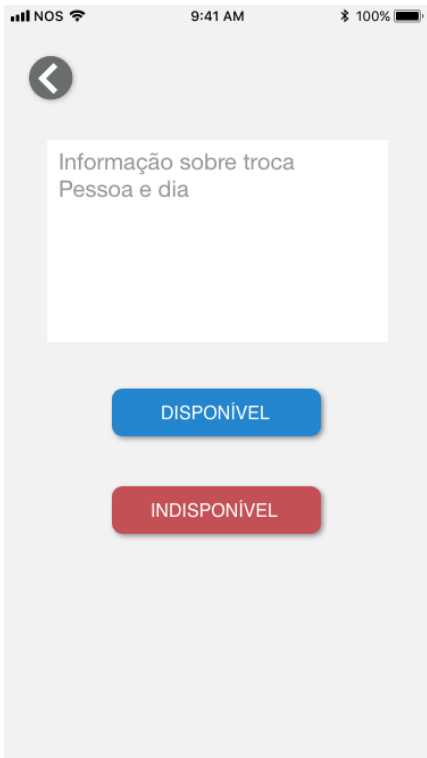 NOS 9:41 AM 100%
Informação sobre troca
Pessoa e dia
DISPONÍVEL
INDISPONÍVEL